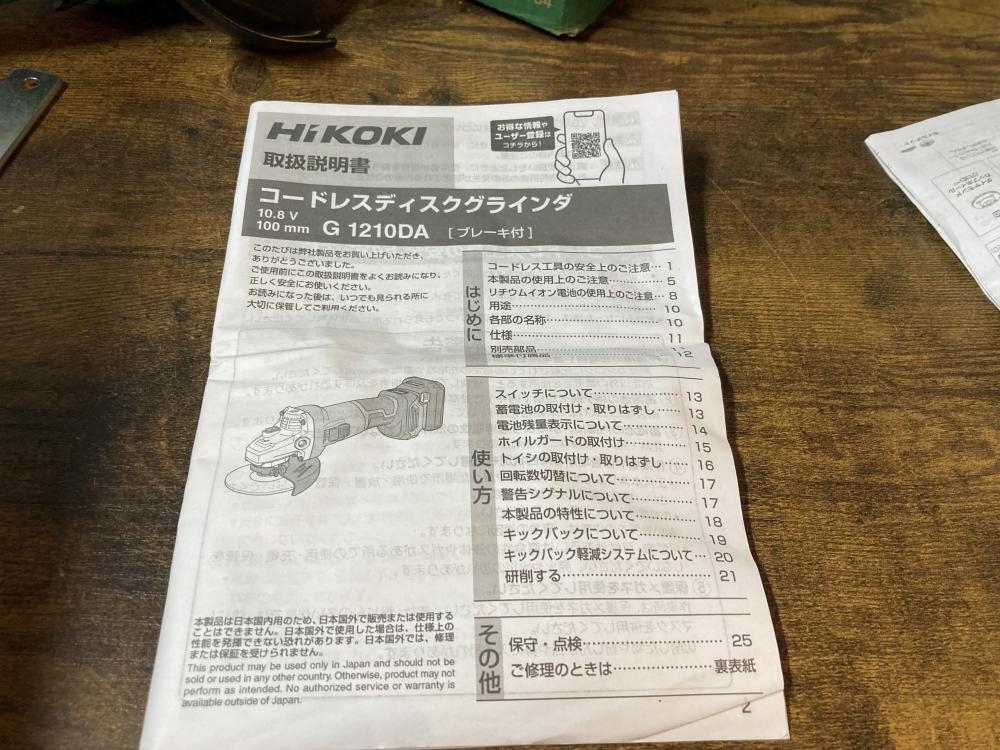 HiKOKI
取扱説明書
お得な情報や
ユーザー登録は
コチラから!
コードレスディスクグラインダ
10.8 V
100 mm G 1210DA [ブレーキ付]
このたびは弊社製品をお買い上げいただき、
ありがとうございました。
ご使用前にこの取扱説明書をよくお読みになり、
正しく安全にお使いください。
お読みになった後は、いつでも見られる所に
大切に保管してご利用ください。
はじめに
コードレス工具の安全上のご注意… 1
本製品の使用上のご注意………… 5
リチウムイオン電池の使用上のご注意… 8
用途………………………………… 10
各部の名称………………………… 10
仕様………………………………… 11
別売部品
標準付属品 12
使い方
スイッチについて………………… 13
蓄電池の取付け・取りはずし…… 13
電池残量表示について…………… 14
ホイルガードの取付け…………… 15
トイシの取付け・取りはずし…… 16
回転数切替について……………… 17
警告シグナルについて…………… 17
本製品の特性について…………… 18
キックバックについて…………… 19
キックバック軽減システムについて… 20
研削する…………………………… 21
その他
保守・点検………………………… 25
ご修理のときは…………………… 裏表紙
本製品は日本国内用のため、日本国外で販売または使用する
ことはできません。日本国外で使用した場合は、仕様上の
性能を発揮できない恐れがあります。日本国外では、修理
または保証を受けられません。
This product may be used only in Japan and should not be
sold or used in any other country. Otherwise, product may not
perform as intended. No authorized service or warranty is
available outside of Japan.